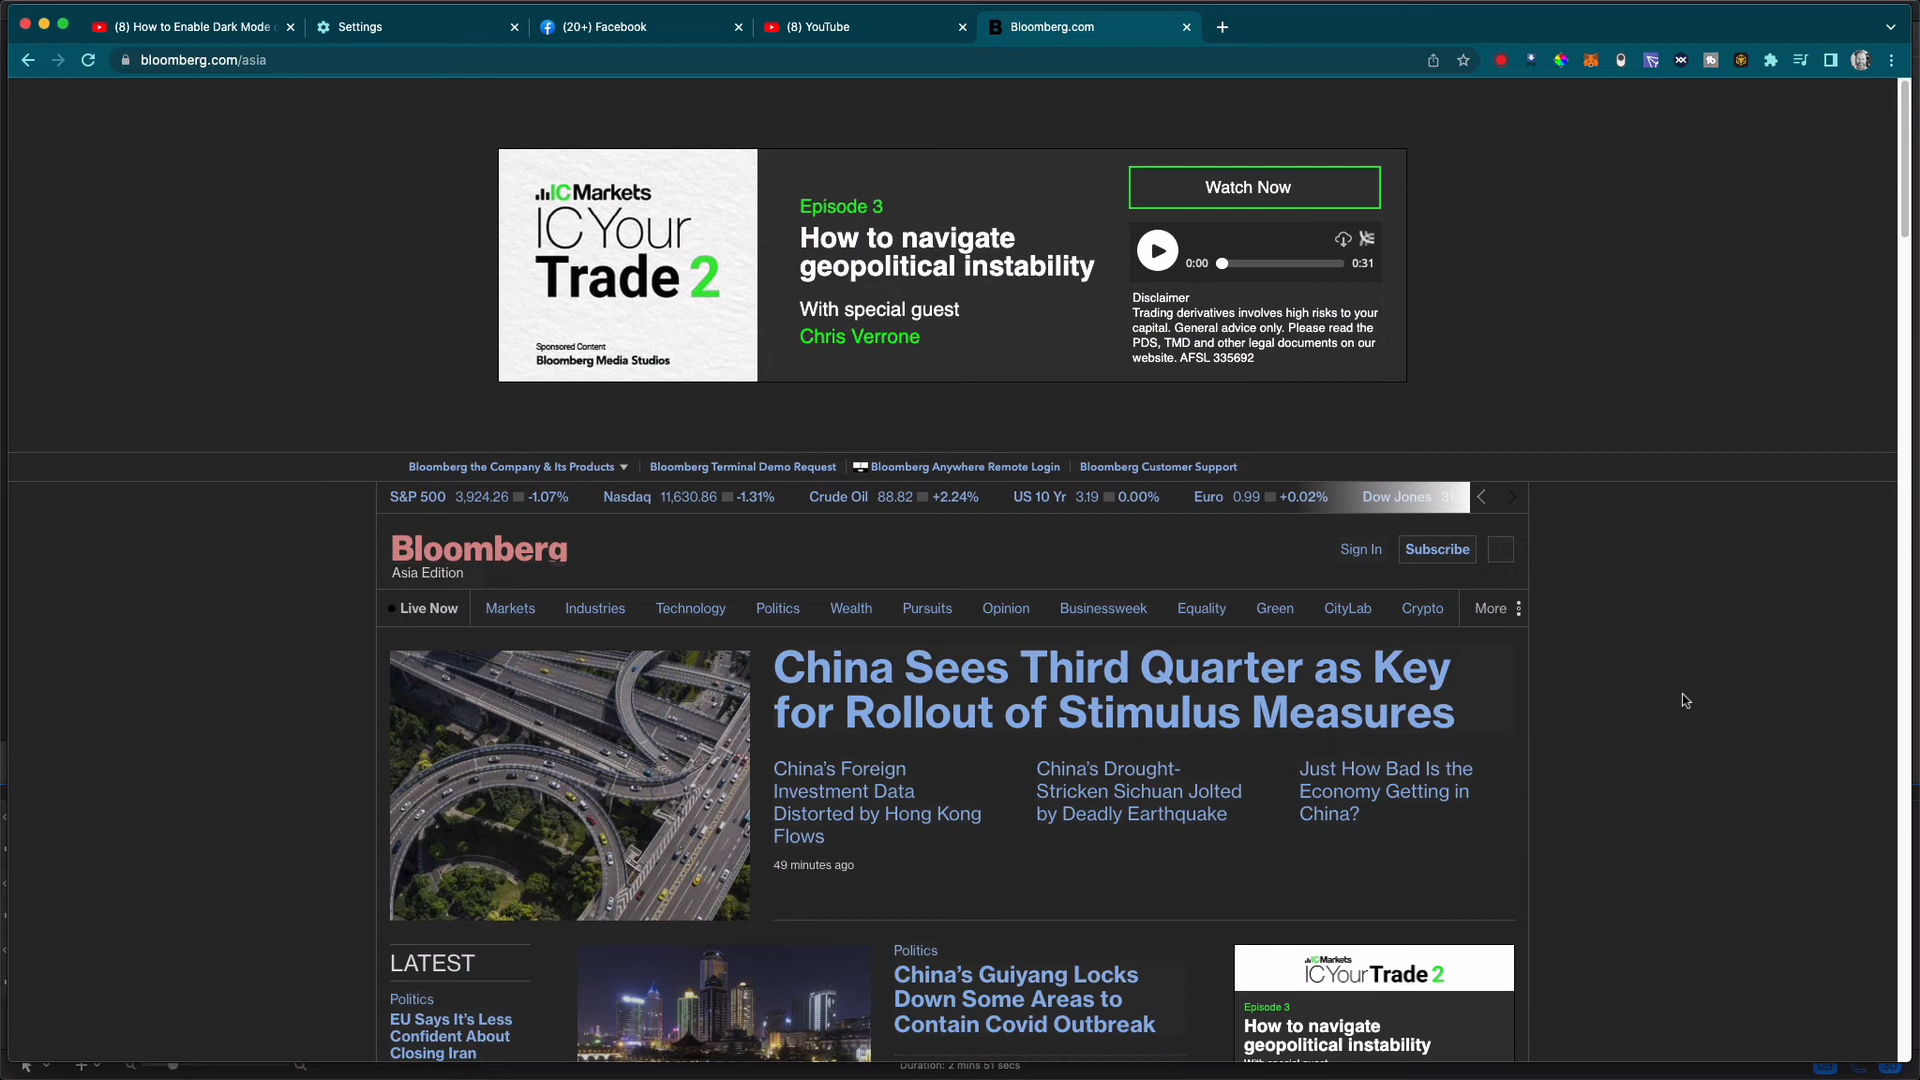 (8) How to Enable Dark Mode
Settings
(20+) Facebook
(8) YouTube
Bloomberg.com
bloomberg.com/asia
ICMarkets
IC Your
Trade 2
Sponsored Content
Bloomberg Media Studios
Episode 3
How to navigate
geopolitical instability
With special guest
Chris Verrone
Watch Now
0:00
0:31
Disclaimer
Trading derivatives involves high risks to your
capital. General advice only. Please read the
PDS, TMD and other legal documents on our
website. AFSL 335692
Bloomberg the Company & Its Products
Bloomberg Terminal Demo Request
Bloomberg Anywhere Remote Login
Bloomberg Customer Support
S&P 500 3,924.26 -1.07%
Nasdaq 11,630.86 -1.31%
Crude Oil 88.82 +2.24%
US 10 Yr 3.19 0.00%
Euro 0.99 +0.02%
Dow Jones
Bloomberg
Asia Edition
Sign In
Subscribe
Live Now
Markets
Industries
Technology
Politics
Wealth
Pursuits
Opinion
Businessweek
Equality
Green
CityLab
Crypto
More
China Sees Third Quarter as Key
for Rollout of Stimulus Measures
China's Foreign
Investment Data
Distorted by Hong Kong
Flows
49 minutes ago
China's Drought-
Stricken Sichuan Jolted
by Deadly Earthquake
Just How Bad Is the
Economy Getting in
China?
LATEST
Politics
EU Says It's Less
Confident About
Closing Iran
Politics
China's Guiyang Locks
Down Some Areas to
Contain Covid Outbreak
ICMarkets
IC Your Trade 2
Episode 3
How to navigate
geopolitical instability
Duration: 2 mins 51 secs